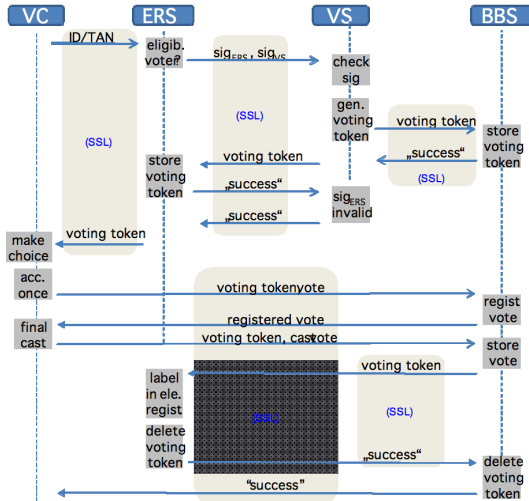 VC ERS VS BBS
ID/TAN
eligib.
voter?
sigERS, sigVS
check
sig
gen.
voting
token
voting token
store
voting
token
(SSL)
(SSL)
„success“
(SSL)
voting token
store
voting
token
„success“
sigERS
invalid
„success“
voting token
make
choice
acc.
once
voting token vote
regist
vote
registered vote
final
cast
voting token, cast vote
store
vote
voting token
label
in ele.
regist
(SSL)
(SSL)
delete
voting
token
„success“
delete
voting
token
“success”